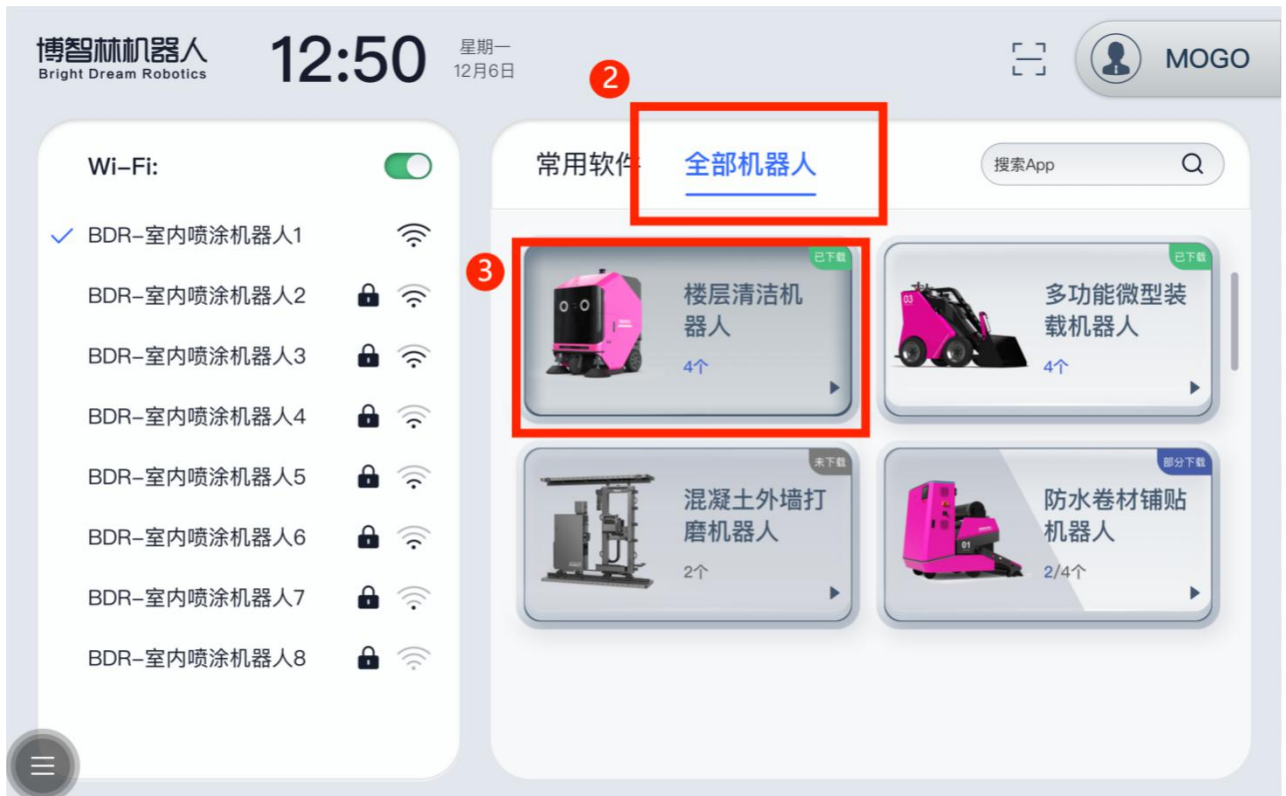 博智林机器人
Bright Dream Robotics
12:50
星期一
12月6日
MOGO
2
Wi-Fi:
BDR-室内喷涂机器人1
BDR-室内喷涂机器人2
BDR-室内喷涂机器人3
BDR-室内喷涂机器人4
BDR-室内喷涂机器人5
BDR-室内喷涂机器人6
BDR-室内喷涂机器人7
BDR-室内喷涂机器人8
常用软件
全部机器人
搜索App
3
已下载
楼层清洁机
器人
4个
已下载
03
多功能微型装
载机器人
4个
未下载
混凝土外墙打
磨机器人
2个
部分下载
01
防水卷材铺贴
机器人
2/4个